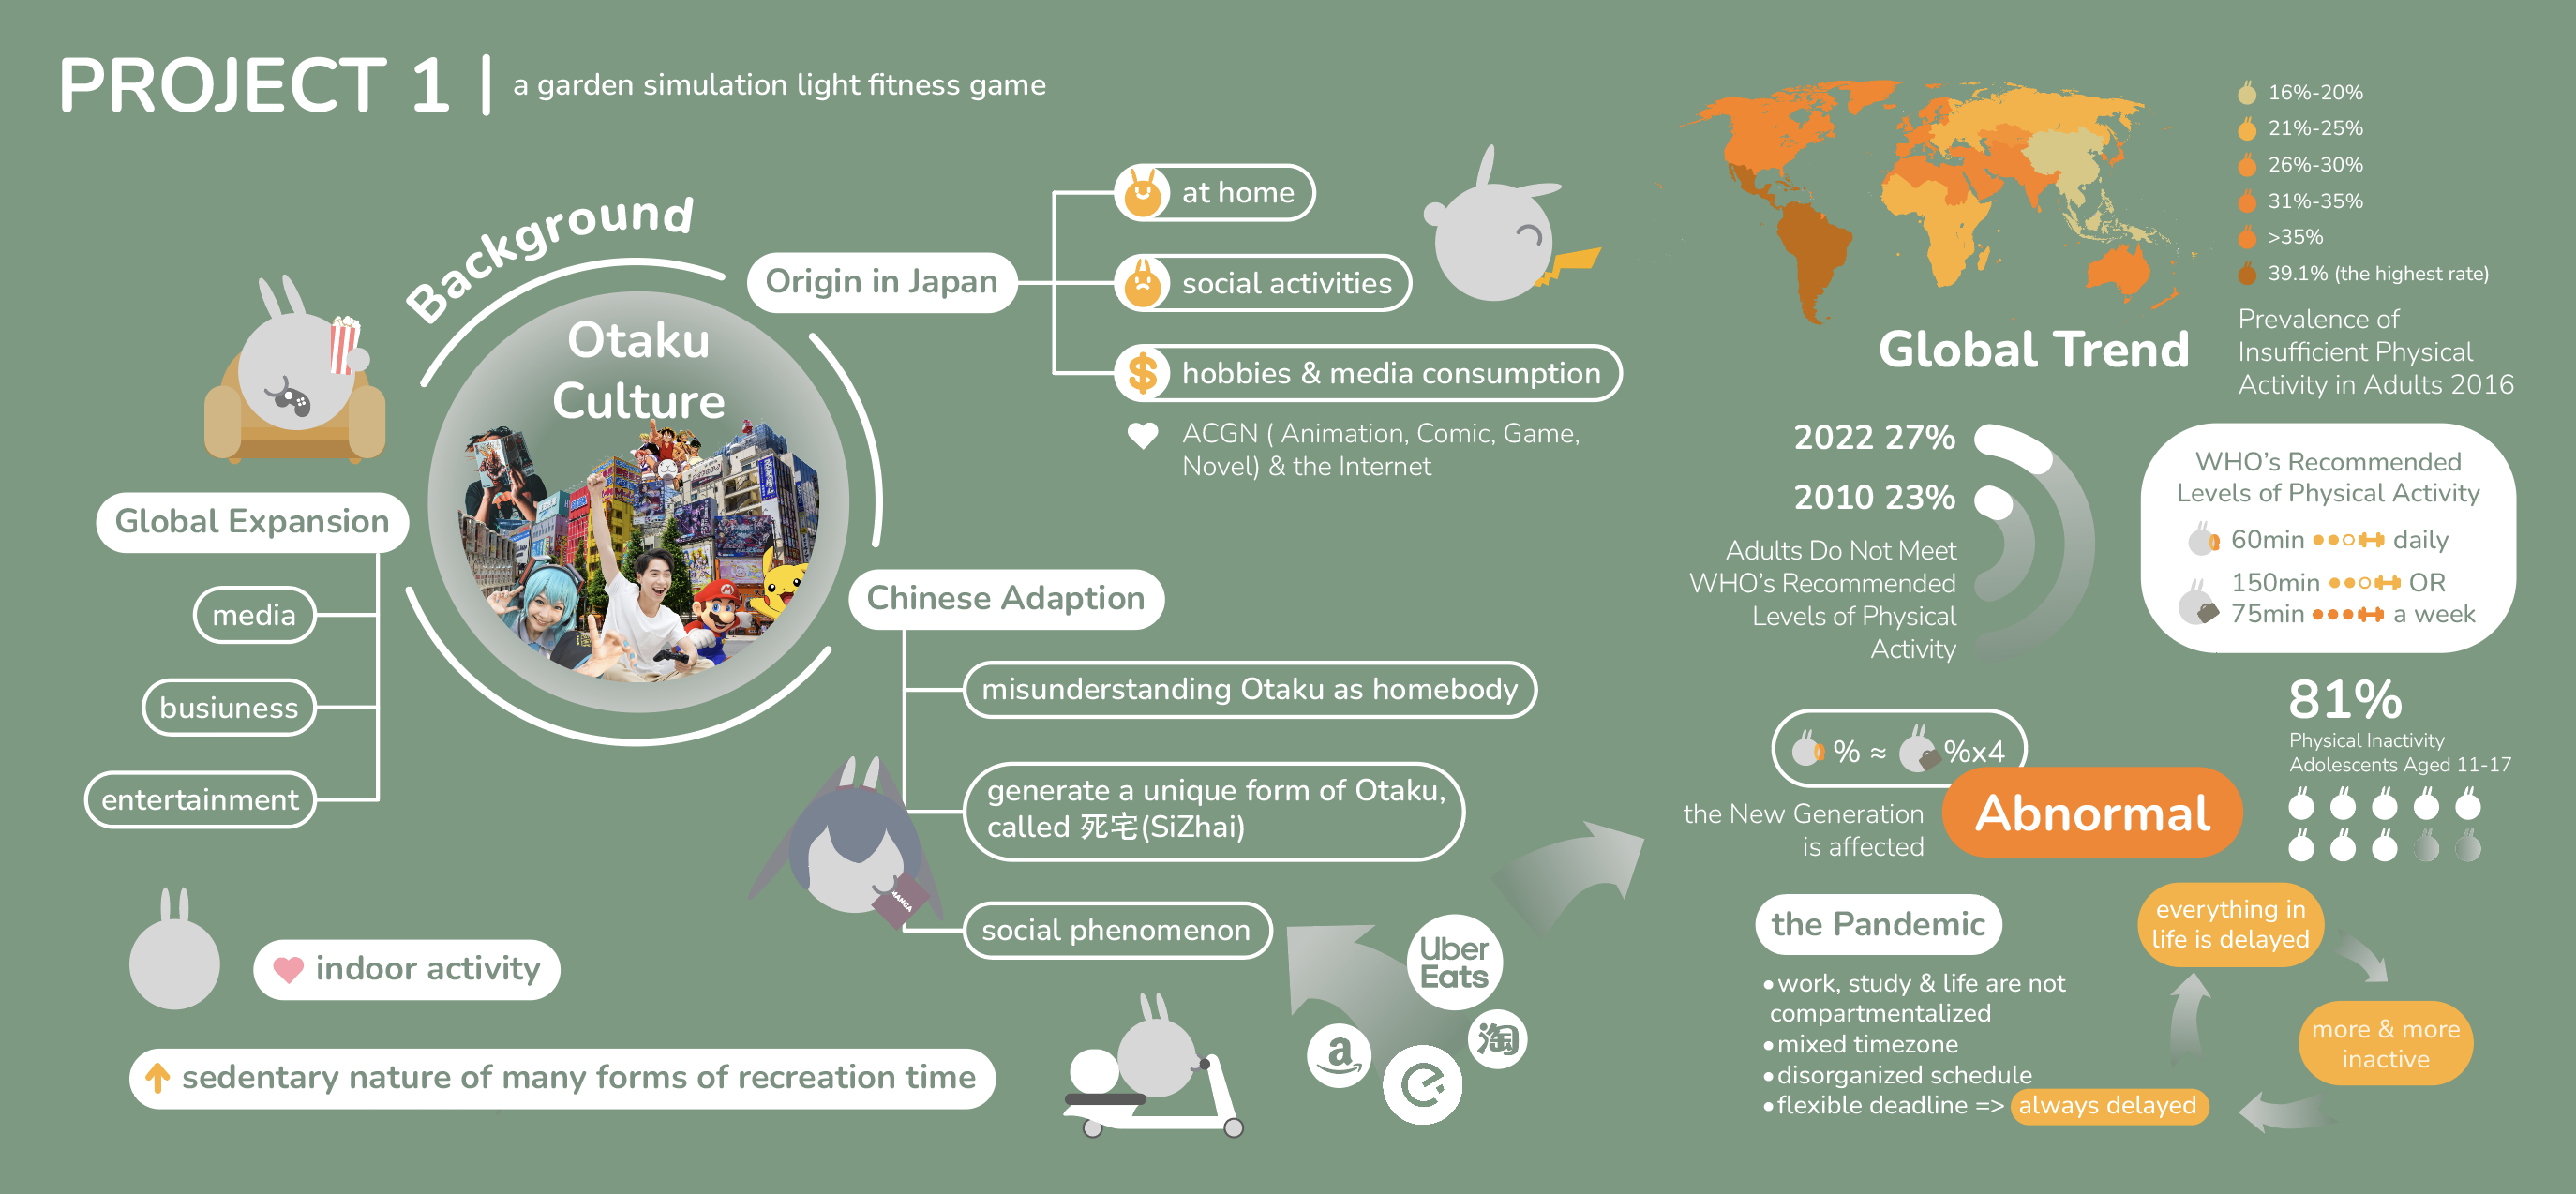 PROJECT 1
a garden simulation light fitness game
Background
Otaku
Culture
Origin in Japan
at home
social activities
hobbies & media consumption
ACGN ( Animation, Comic, Game,
Novel) & the Internet
Global Expansion
media
busiuness
entertainment
Chinese Adaption
misunderstanding Otaku as homebody
generate a unique form of Otaku,
called 死宅(SiZhai)
social phenomenon
MANGA
indoor activity
sedentary nature of many forms of recreation time
Uber
Eats
a
淘
16%-20%
21%-25%
26%-30%
31%-35%
>35%
39.1% (the highest rate)
Prevalence of
Insufficient Physical
Activity in Adults 2016
Global Trend
2022 27%
2010 23%
Adults Do Not Meet
WHO's Recommended
Levels of Physical
Activity
WHO's Recommended
Levels of Physical Activity
60min daily
150min OR
75min a week
% ≈ %x4
the New Generation
is affected
Abnormal
81%
Physical Inactivity
Adolescents Aged 11-17
the Pandemic
•work, study & life are not
compartmentalized
•mixed timezone
•disorganized schedule
•flexible deadline => always delayed
everything in
life is delayed
more & more
inactive